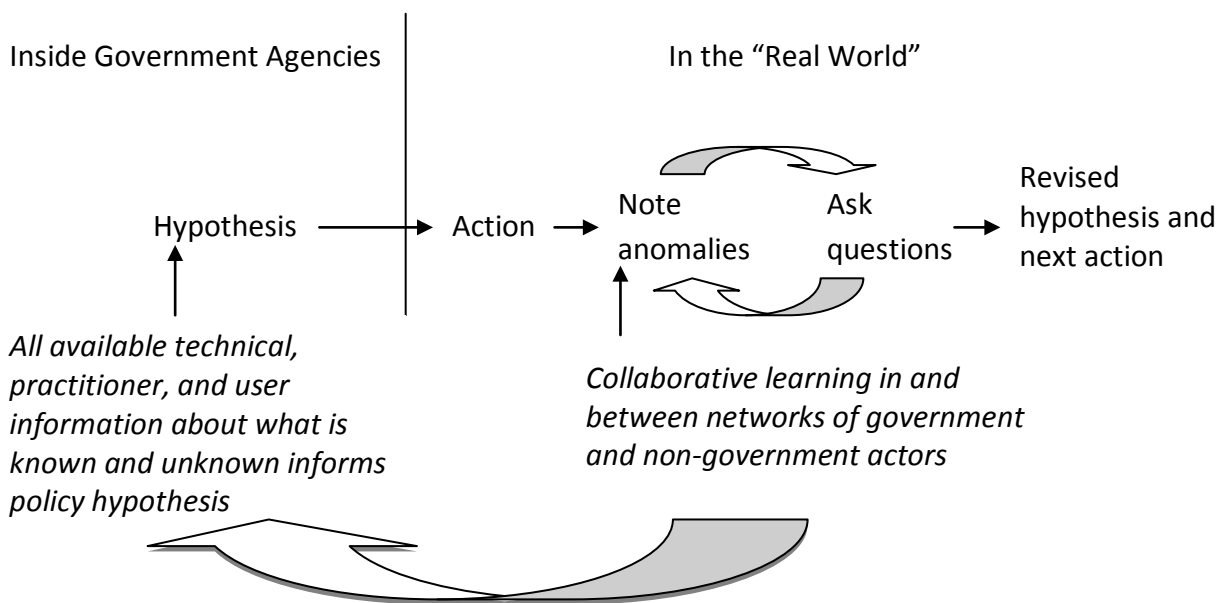 Inside Government Agencies
In the “Real World”
Hypothesis
Action
Note
anomalies
Ask
questions
Revised
hypothesis and
next action
All available technical,
practitioner, and user
information about what is
known and unknown informs
policy hypothesis
Collaborative learning in and
between networks of government
and non-government actors